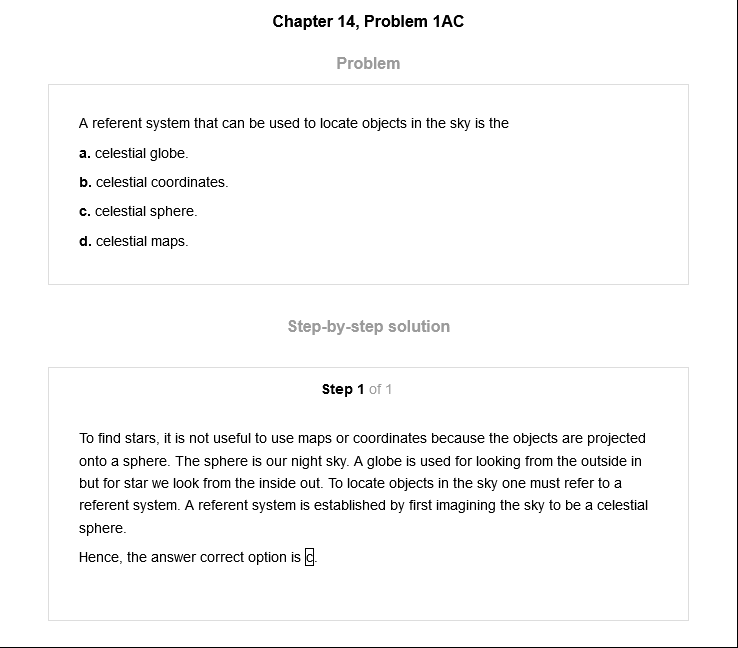 Chapter 14, Problem 1AC
Problem
A referent system that can be used to locate objects in the sky is the
a. celestial globe.
b. celestial coordinates.
c. celestial sphere.
d. celestial maps.
Step-by-step solution
Step 1 of 1
To find stars, it is not useful to use maps or coordinates because the objects are projected
onto a sphere. The sphere is our night sky. A globe is used for looking from the outside in
but for star we look from the inside out. To locate objects in the sky one must refer to a
referent system. A referent system is established by first imagining the sky to be a celestial
sphere.
Hence, the answer correct option is c.